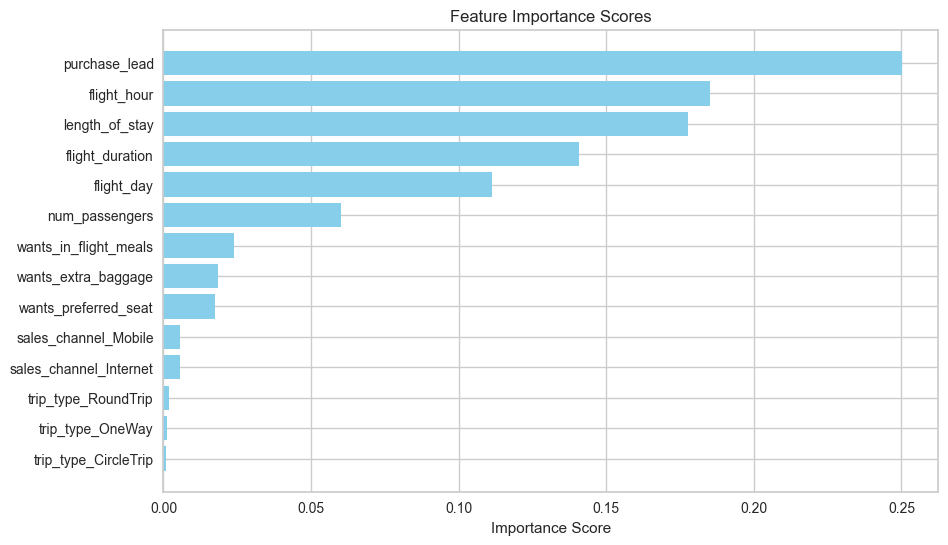 Feature Importance Scores
purchase_lead
flight_hour
length_of_stay
flight_duration
flight_day
num_passengers
wants_in_flight_meals
wants_extra_baggage
wants_preferred_seat
sales_channel_Mobile
sales_channel_Internet
trip_type_RoundTrip
trip_type_OneWay
trip_type_CircleTrip
0.00 0.05 0.10 0.15 0.20 0.25
Importance Score